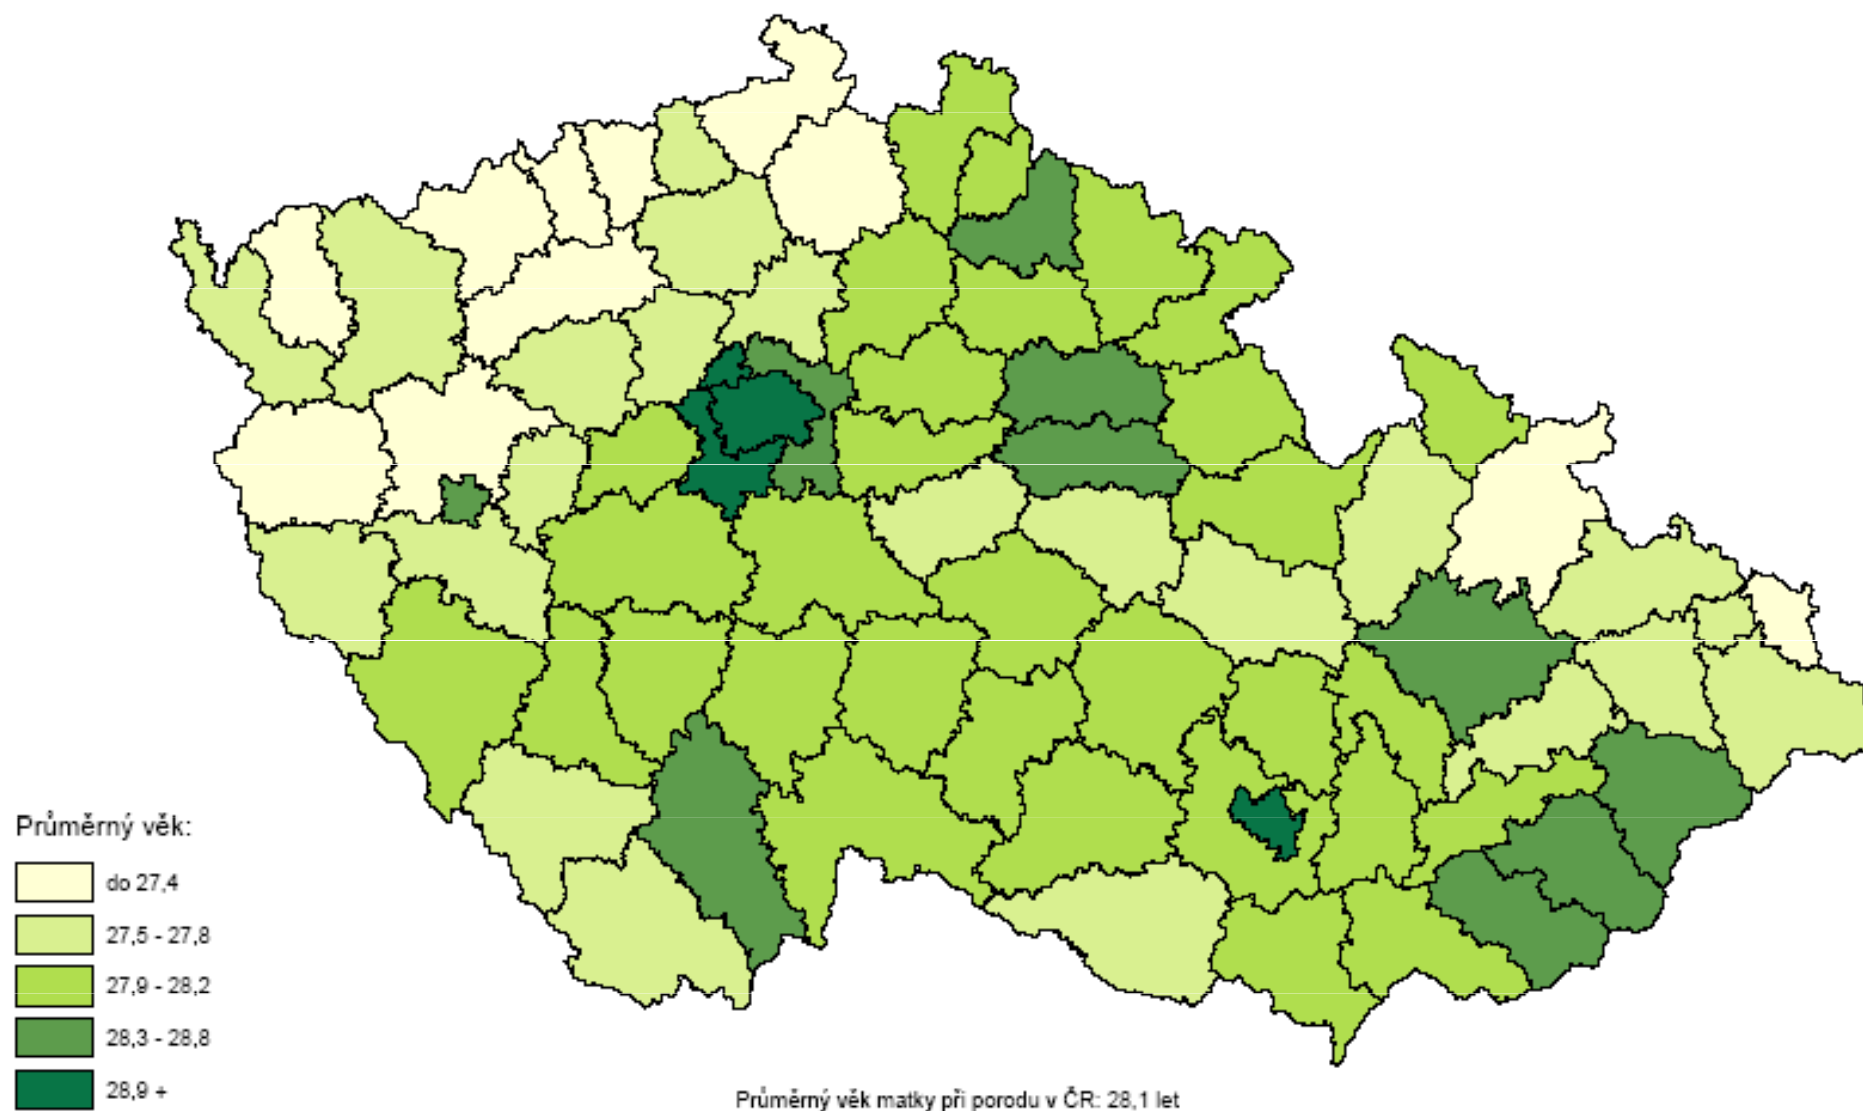 Průměrný věk:
do 27,4
27,5 - 27,8
27,9 - 28,2
28,3 - 28,8
28,9 +
Průměrný věk matky při porodu v ČR: 28,1 let